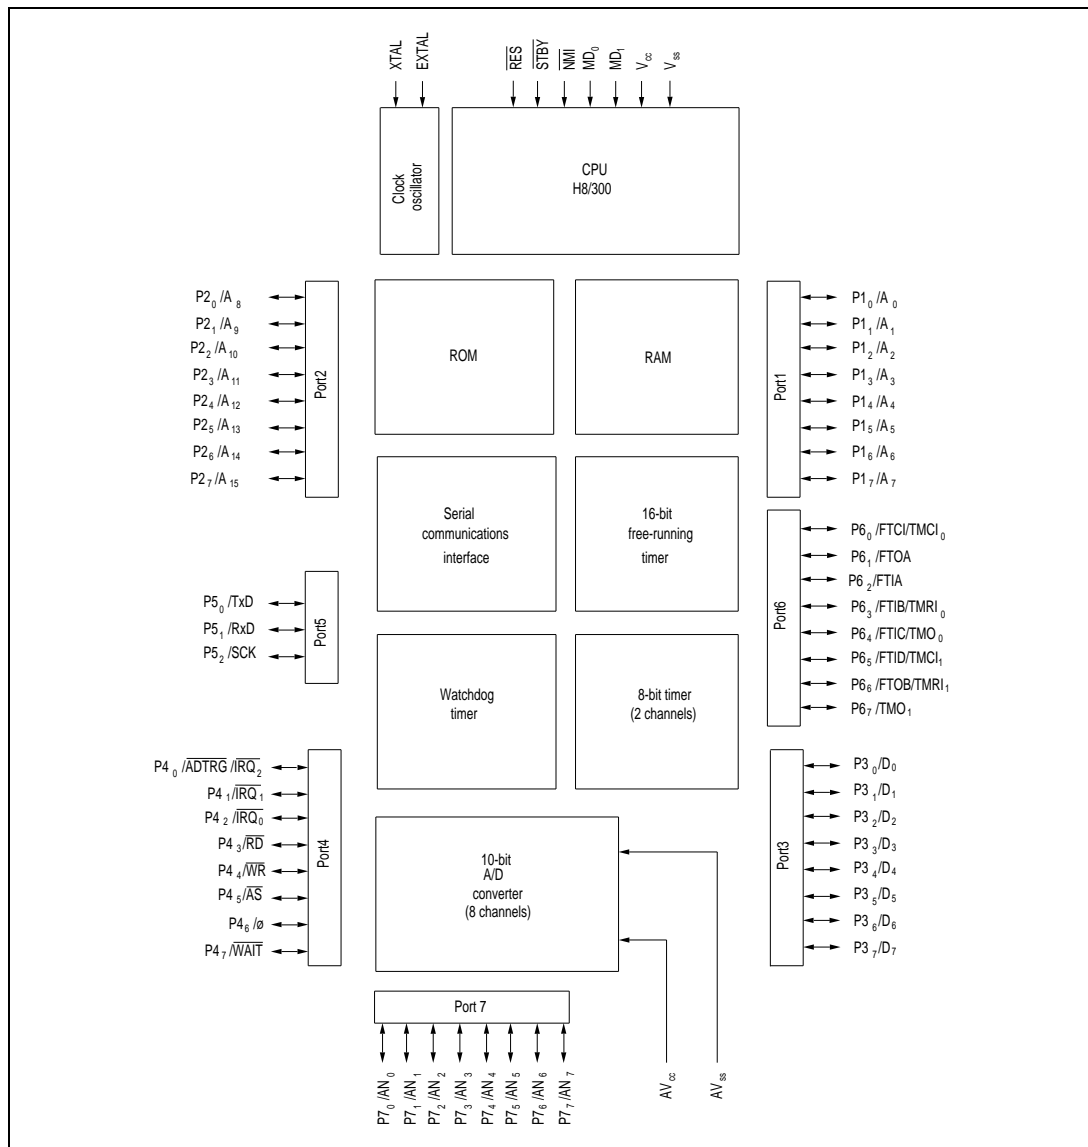 XTAL
EXTAL
RES
STBY
NMI
MD0
MD1
Vcc
Vss
Clock
oscillator
CPU
H8/300
P20/A8
P21/A9
P22/A10
P23/A11
P24/A12
P25/A13
P26/A14
P27/A15
Port2
ROM
RAM
Port1
P10/A0
P11/A1
P12/A2
P13/A3
P14/A4
P15/A5
P16/A6
P17/A7
Serial
communications
interface
16-bit
free-running
timer
Port6
P60/FTCI/TMCI0
P61/FTOA
P62/FTIA
P63/FTIB/TMRI0
P64/FTIC/TMO0
P65/FTID/TMCI1
P66/FTOB/TMRI1
P67/TMO1
P50/TxD
P51/RxD
P52/SCK
Port5
Watchdog
timer
8-bit timer
(2 channels)
P40/ADTRG/IRQ2
P41/IRQ1
P42/IRQ0
P43/RD
P44/WR
P45/AS
P46/ø
P47/WAIT
Port4
10-bit
A/D
converter
(8 channels)
Port3
P30/D0
P31/D1
P32/D2
P33/D3
P34/D4
P35/D5
P36/D6
P37/D7
Port 7
P70/AN0
P71/AN1
P72/AN2
P73/AN3
P74/AN4
P75/AN5
P76/AN6
P77/AN7
AVcc
AVss